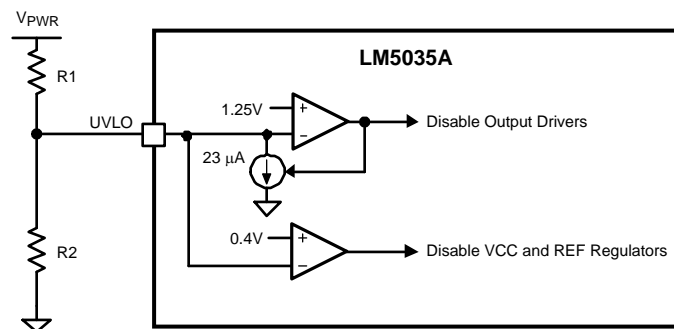 VPWR
R1
LM5035A
1.25V
+
–
UVLO
Disable Output Drivers
23 μA
0.4V
+
–
Disable VCC and REF Regulators
R2